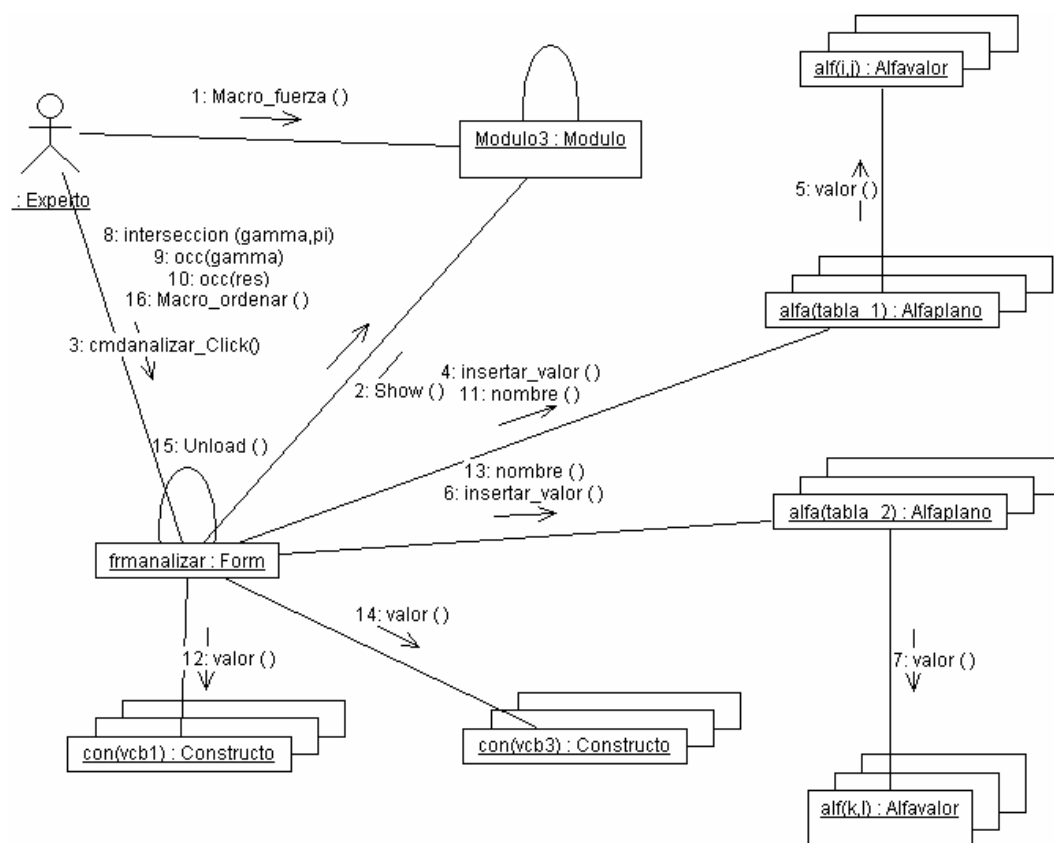 alf(i,j) : Alfavalor
1: Macro_fuerza ( )
Modulo3 : Modulo
: Experto
5: valor ( )
8: interseccion (gamma,pi)
9: occ(gamma)
10: occ(res)
16: Macro_ordenar ( )
alfa(tabla_1) : Alfaplano
3: cmdanalizar_Click()
4: insertar_valor ( )
2: Show ( )
11: nombre ( )
15: Unload ( )
13: nombre ( )
6: insertar_valor ( )
alfa(tabla_2) : Alfaplano
frmanalizar : Form
14: valor ( )
12: valor ( )
7: valor ( )
con(vcb1) : Constructo
con(vcb3) : Constructo
alf(k,l) : Alfavalor